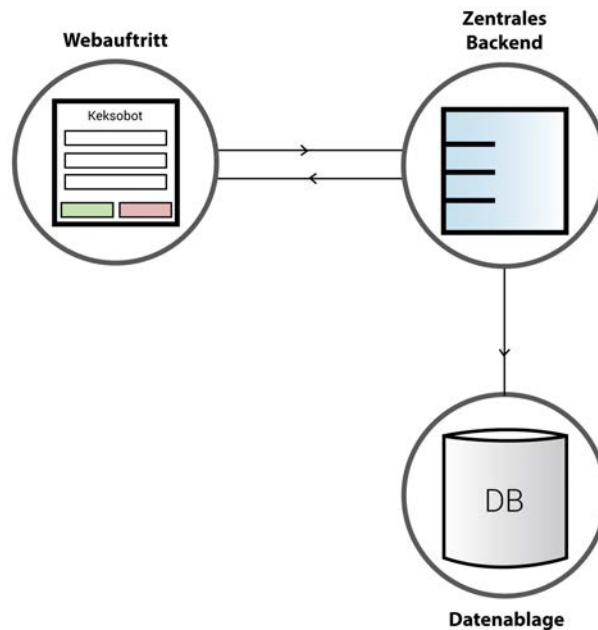 Webauftritt
Zentrales
Backend
Keksobot
DB
Datenablage